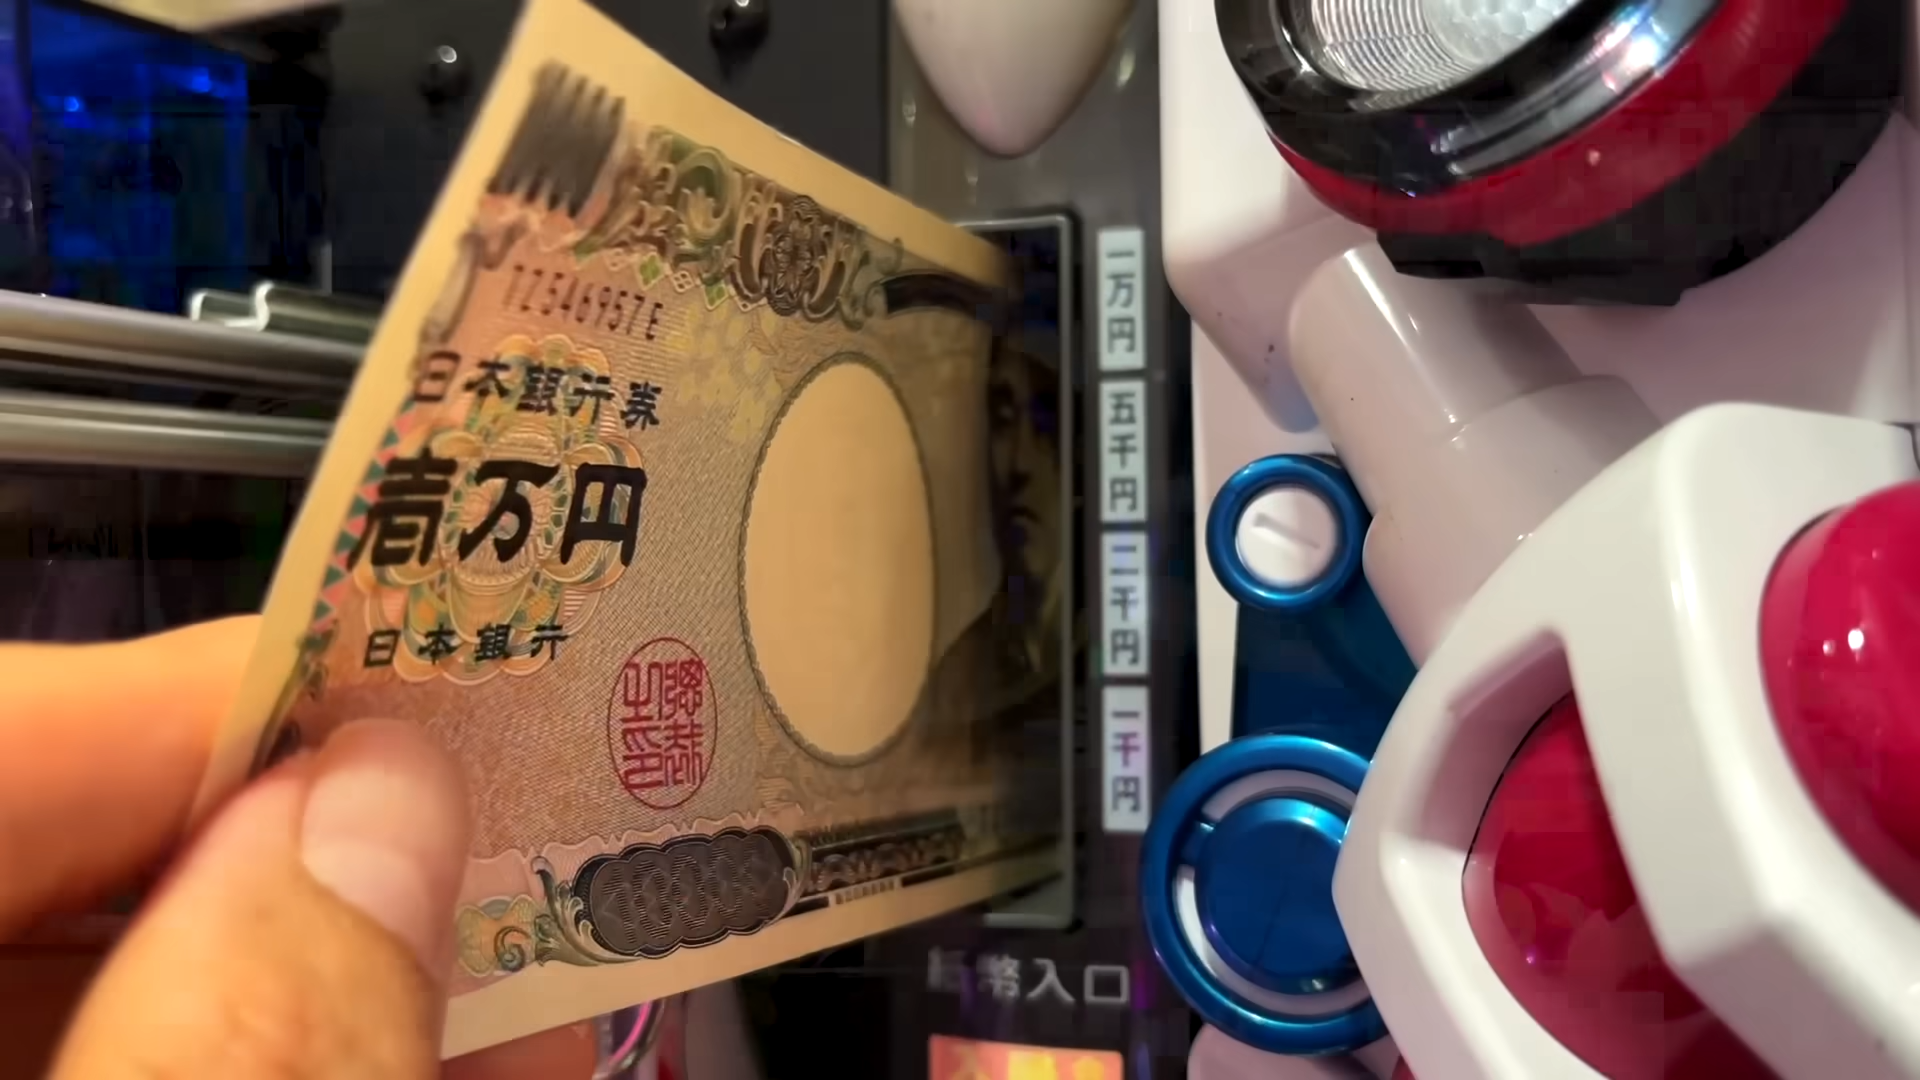 TZ546957E
日本銀行券
壱万円
日本銀行
一万円
五千円
二千円
一千円
紙幣入口